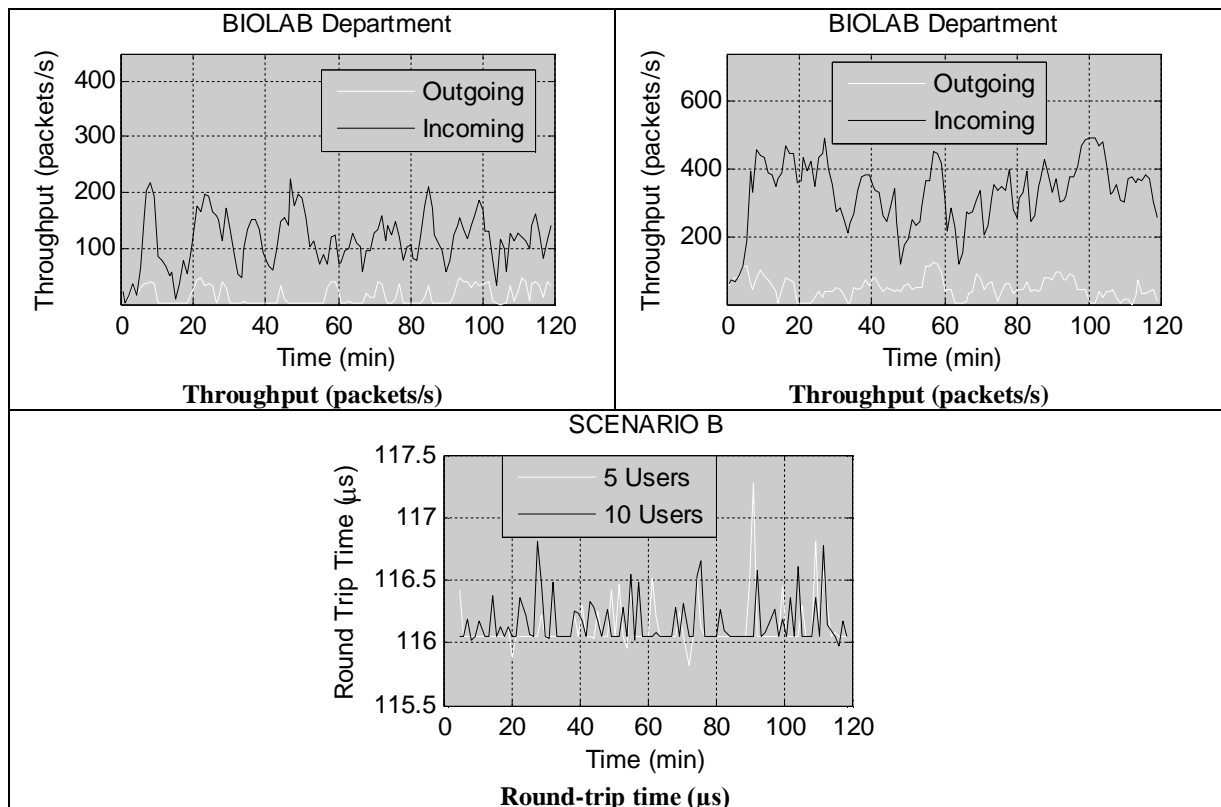 BIOLAB Department
400
300
200
100
Throughput (packets/s)
Outgoing
Incoming
0 20 40 60 80 100 120
Time (min)
Throughput (packets/s)
BIOLAB Department
600
400
200
Throughput (packets/s)
Outgoing
Incoming
0 20 40 60 80 100 120
Time (min)
Throughput (packets/s)
SCENARIO B
117.5
117
116.5
116
115.5
Round Trip Time (µs)
5 Users
10 Users
0 20 40 60 80 100 120
Time (min)
Round-trip time (µs)